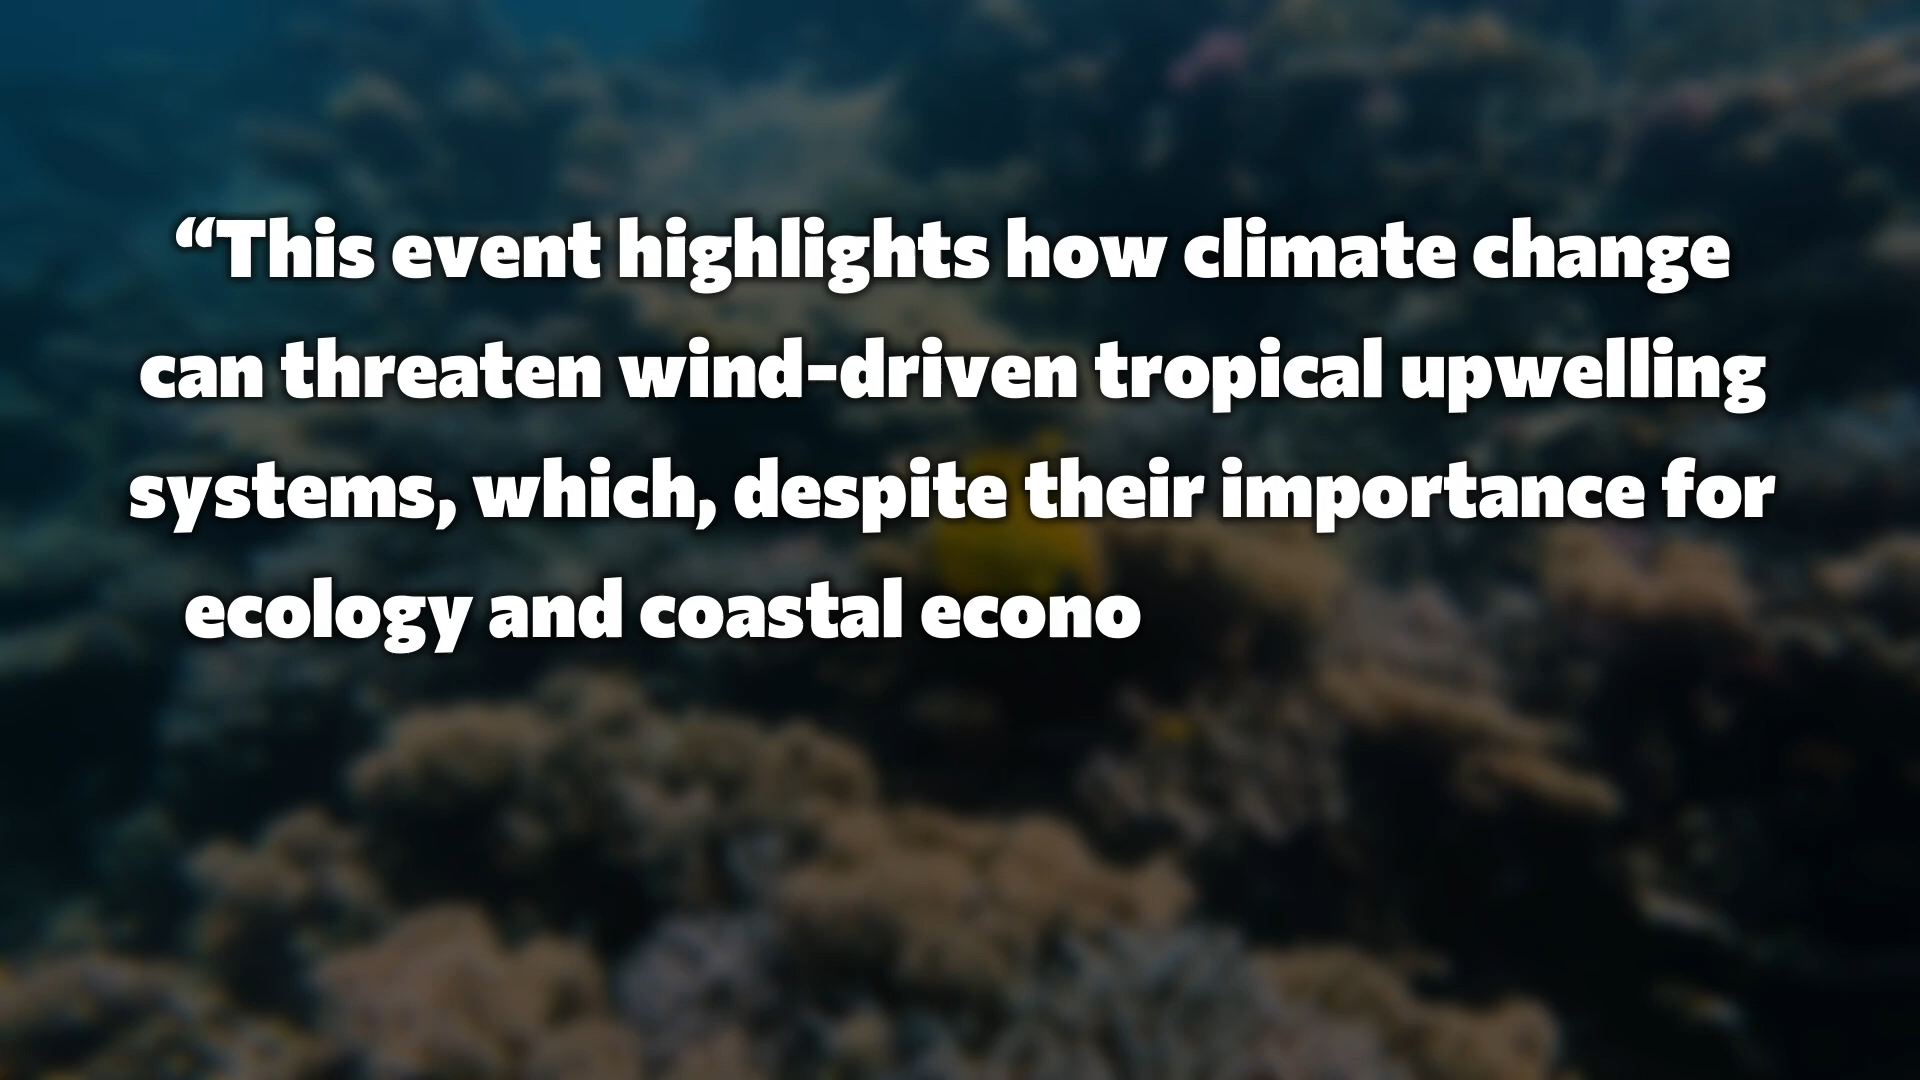 “This event highlights how climate change
can threaten wind-driven tropical upwelling
systems, which, despite their importance for
ecology and coastal econo